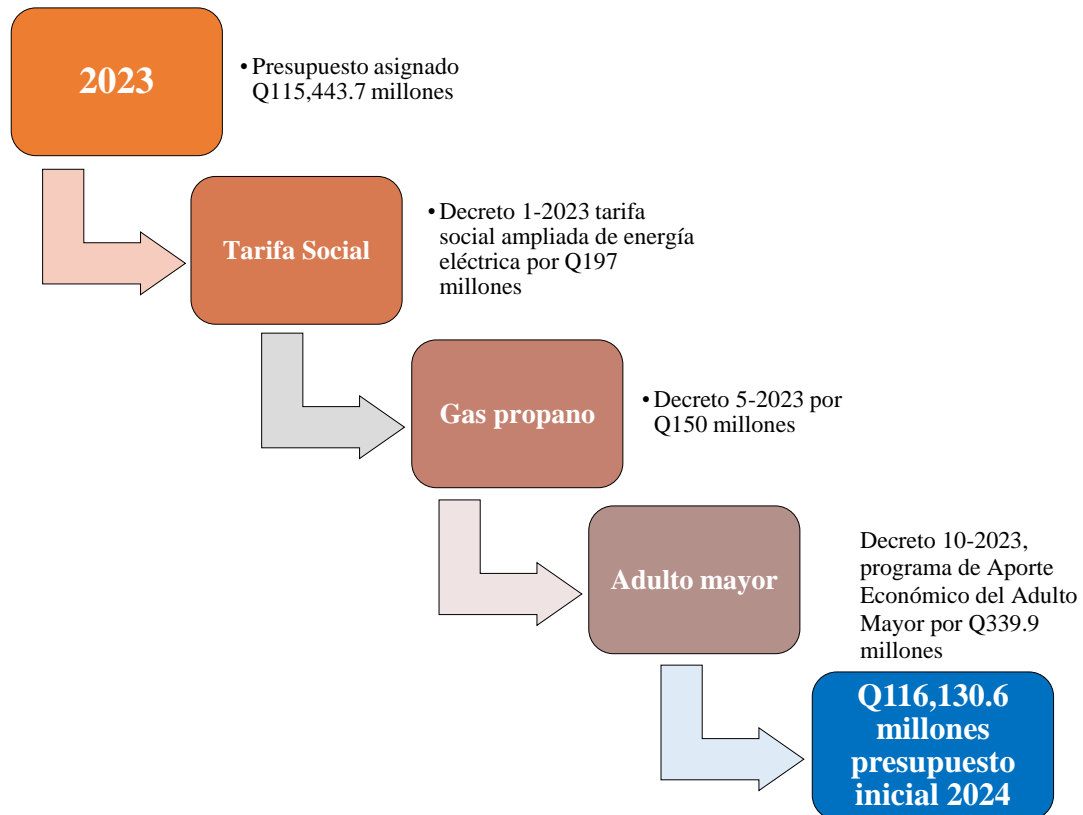 2023
• Presupuesto asignado
Q115,443.7 millones
Tarifa Social
• Decreto 1-2023 tarifa
social ampliada de energía
eléctrica por Q197
millones
Gas propano
• Decreto 5-2023 por
Q150 millones
Adulto mayor
Decreto 10-2023,
programa de Aporte
Económico del Adulto
Mayor por Q339.9
millones
Q116,130.6
millones
presupuesto
inicial 2024